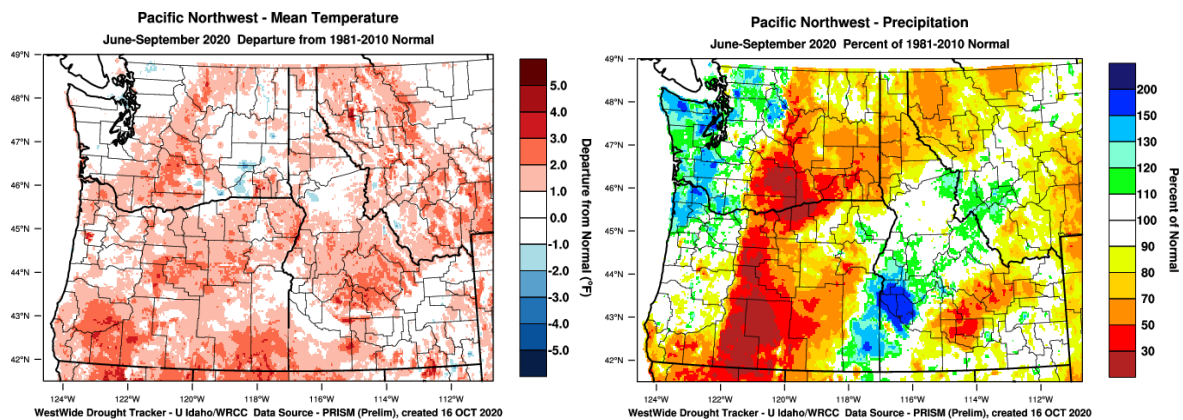 Pacific Northwest - Mean Temperature
June-September 2020 Departure from 1981-2010 Normal
49°N
48°N
47°N
46°N
45°N
44°N
43°N
42°N
124°W
122°W
120°W
118°W
116°W
114°W
112°W
5.0
4.0
3.0
2.0
1.0
0.0
-1.0
-2.0
-3.0
-4.0
-5.0
Departure from Normal (°F)
WestWide Drought Tracker - U Idaho/WRCC Data Source - PRISM (Prelim), created 16 OCT 2020
Pacific Northwest - Precipitation
June-September 2020 Percent of 1981-2010 Normal
49°N
48°N
47°N
46°N
45°N
44°N
43°N
42°N
124°W
122°W
120°W
118°W
116°W
114°W
112°W
200
150
130
120
110
100
90
70
50
30
Percent of Normal
WestWide Drought Tracker - U Idaho/WRCC Data Source - PRISM (Prelim), created 16 OCT 2020